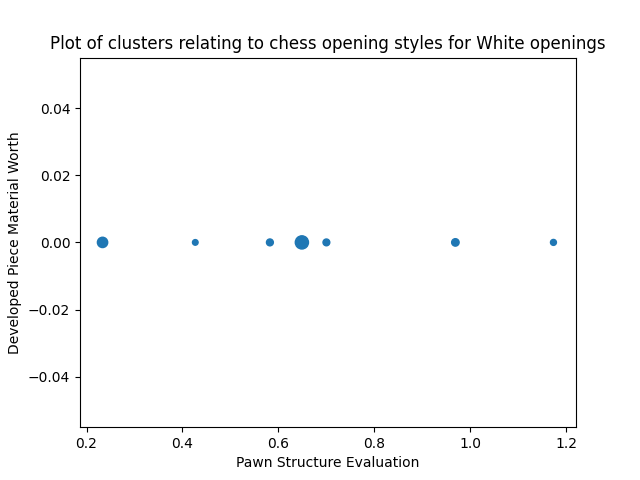 Plot of clusters relating to chess opening styles for White openings
Developed Piece Material Worth
0.04
0.02
0.00
−0.02
−0.04
0.2 0.4 0.6 0.8 1.0 1.2
Pawn Structure Evaluation